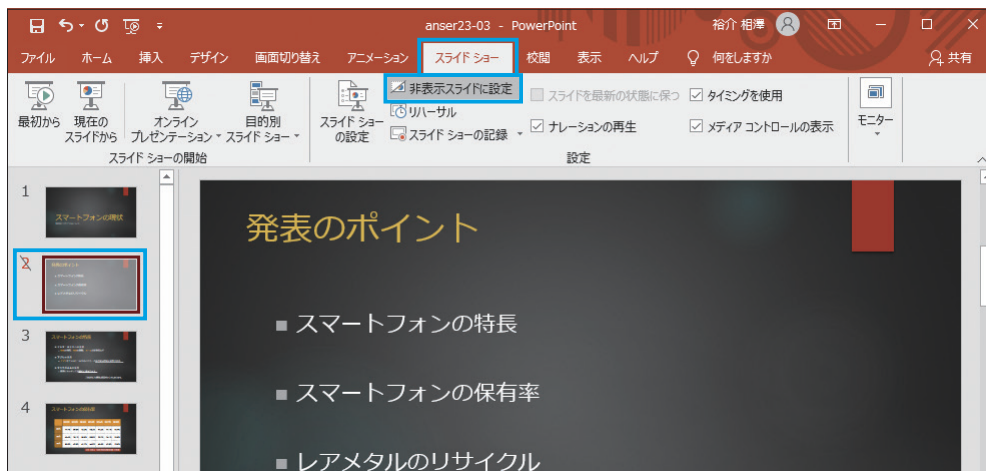 anser23-03 - PowerPoint 裕介 相澤
ファイル ホーム 挿入 デザイン 画面切り替え アニメーション スライド ショー 校閲 表示 ヘルプ 何をしますか 共有
最初から 現在の
スライドから オンライン
プレゼンテーション 目的別
スライド ショー
スライド ショーの開始
スライド ショー
の設定
非表示スライドに設定
リハーサル
スライド ショーの記録
スライドを最新の状態に保つ
ナレーションの再生
タイミングを使用
メディア コントロールの表示
設定
モニター
1
スマートフォンの現状
2
発表のポイント
3
4
発表のポイント
■ スマートフォンの特長
■ スマートフォンの保有率
■ レアメタルのリサイクル